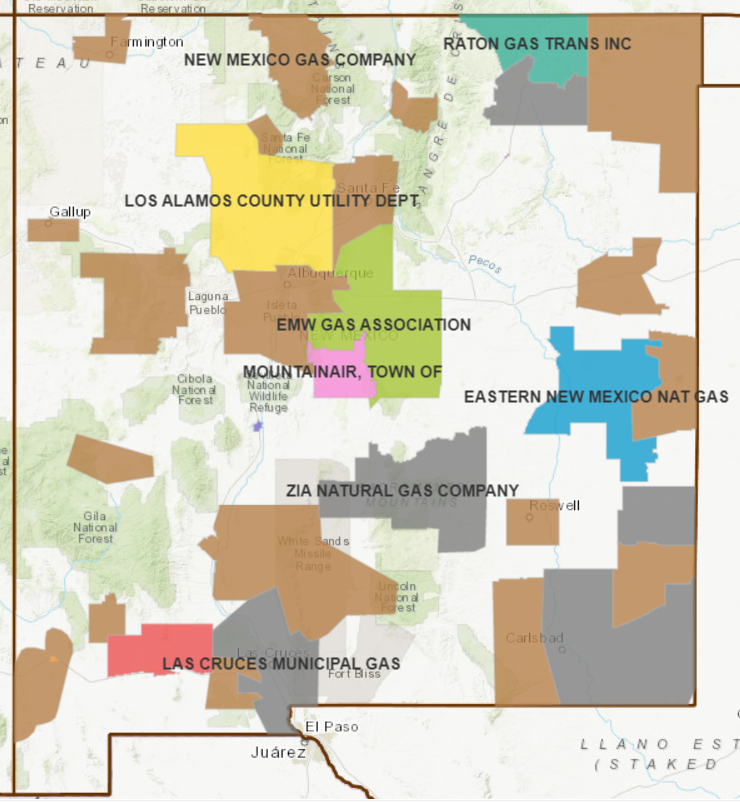 Reservation
Reservation
Farmington
NEW MEXICO GAS COMPANY
RATON GAS TRANS INC
Carson
National
Forest
Santa Fe
National
Forest
SANGRE DE CRIS
LOS ALAMOS COUNTY UTILITY DEPT
Santa Fe
Gallup
Pecos
Albuquerque
Laguna
Pueblo
Isleta
Pueblo
EMW GAS ASSOCIATION
NEW MEXICO
MOUNTAINAIR, TOWN OF
National
Wildlife
Refuge
Cibola
National
Forest
EASTERN NEW MEXICO NAT GAS
ZIA NATURAL GAS COMPANY
MOUNTAINS
Roswell
Gila
National
Forest
White Sands
Missile
Range
Lincoln
National
Forest
Las Cruces
LAS CRUCES MUNICIPAL GAS
Carlsbad
Fort Bliss
El Paso
Juárez
LLANO EST
(STAKED